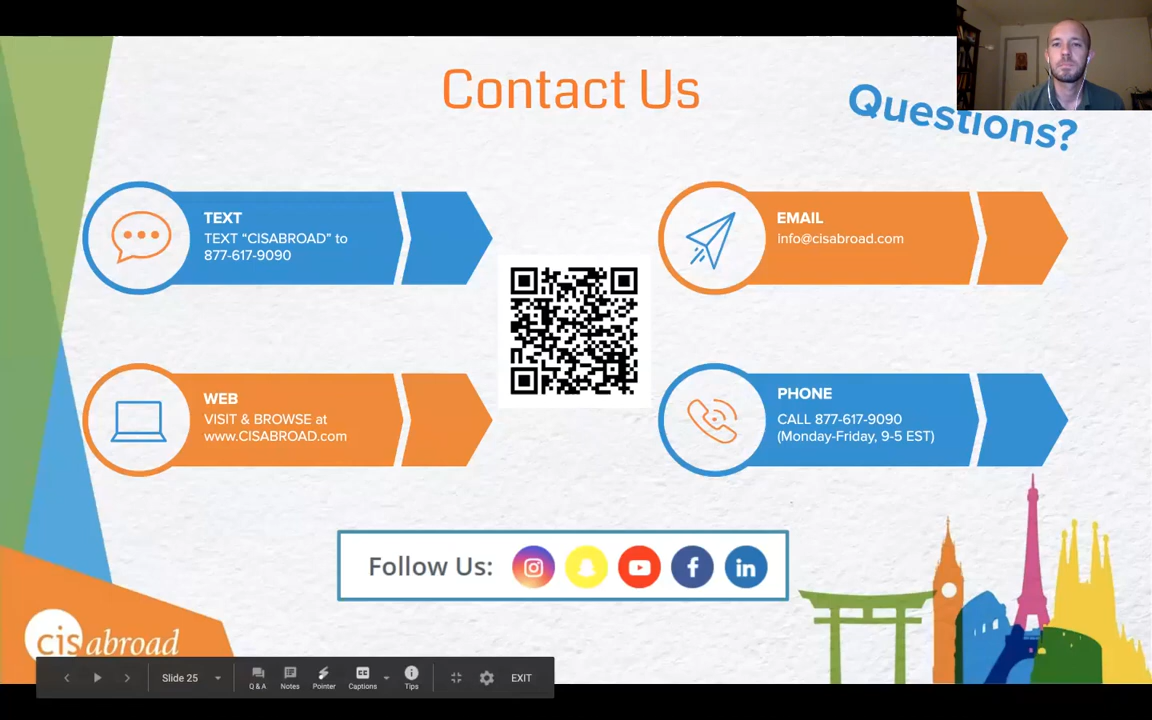 Contact Us
Questions?
TEXT
TEXT “CISABROAD” to
877-617-9090
EMAIL
info@cisabroad.com
WEB
VISIT & BROWSE at
www.CISABROAD.com
PHONE
CALL 877-617-9090
(Monday-Friday, 9-5 EST)
Follow Us:
in
cis abroad
Slide 25
Q & A
Notes
Pointer
CC
Captions
Tips
EXIT